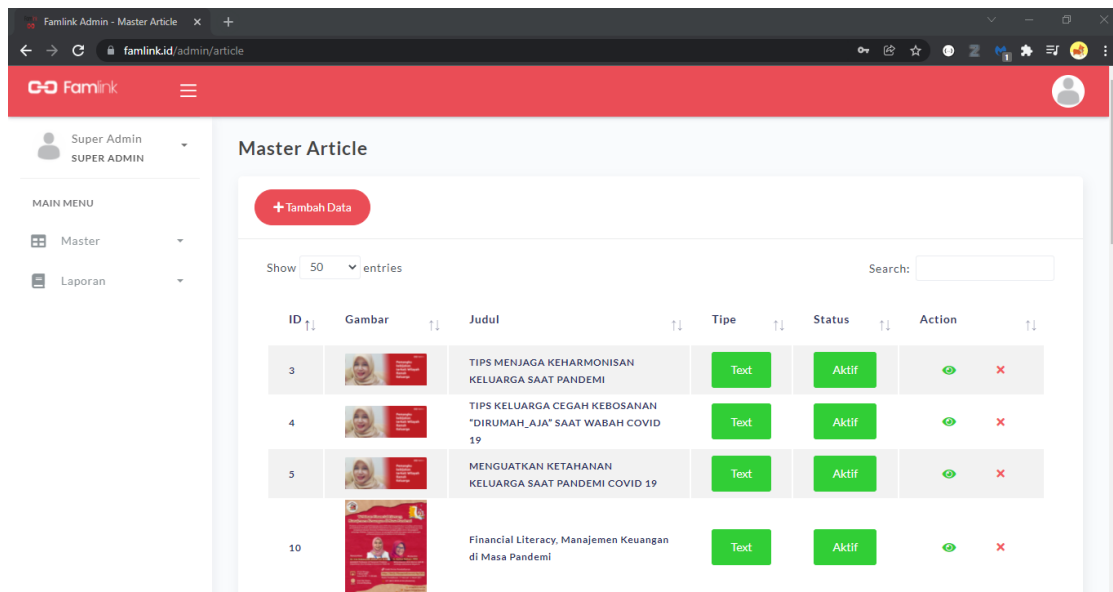 Famlink Admin - Master Article
famlink.id/admin/article
1
Famlink
Super Admin
SUPER ADMIN
MAIN MENU
Master
Laporan
Master Article
+Tambah Data
Show 50 entries
Search:
ID Gambar Judul Tipe Status Action
3 TIPS MENJAGA KEHARMONISAN
KELUARGA SAAT PANDEMI Text Aktif
4 TIPS KELUARGA CEGAH KEBOSANAN
"DIRUMAH_AJA" SAAT WABAH COVID
19 Text Aktif
5 MENGUATKAN KETAHANAN
KELUARGA SAAT PANDEMI COVID 19 Text Aktif
10 Financial Literacy, Manajemen Keuangan
di Masa Pandemi Text Aktif